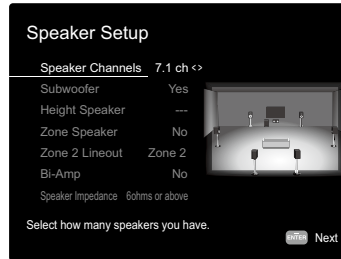 Speaker Setup
Speaker Channels 7.1 ch <>
Subwoofer Yes
Height Speaker ---
Zone Speaker No
Zone 2 Lineout Zone 2
Bi-Amp No
Speaker Impedance 6ohms or above
Select how many speakers you have.
ENTER Next